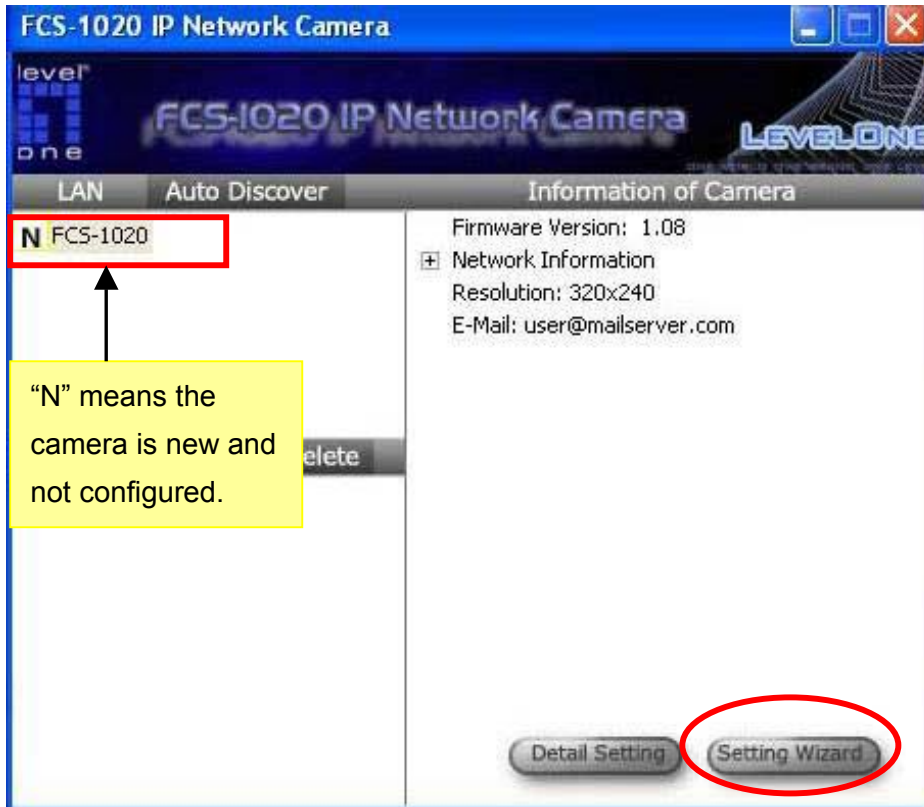 FCS-1020 IP Network Camera
level
one
FCS-1020 IP Network Camera
LEVELONE
LAN
Auto Discover
Information of Camera
N FCS-1020
Firmware Version: 1.08
Network Information
Resolution: 320x240
E-Mail: user@mailserver.com
“N” means the
camera is new and
not configured.
elete
Detail Setting
Setting Wizard